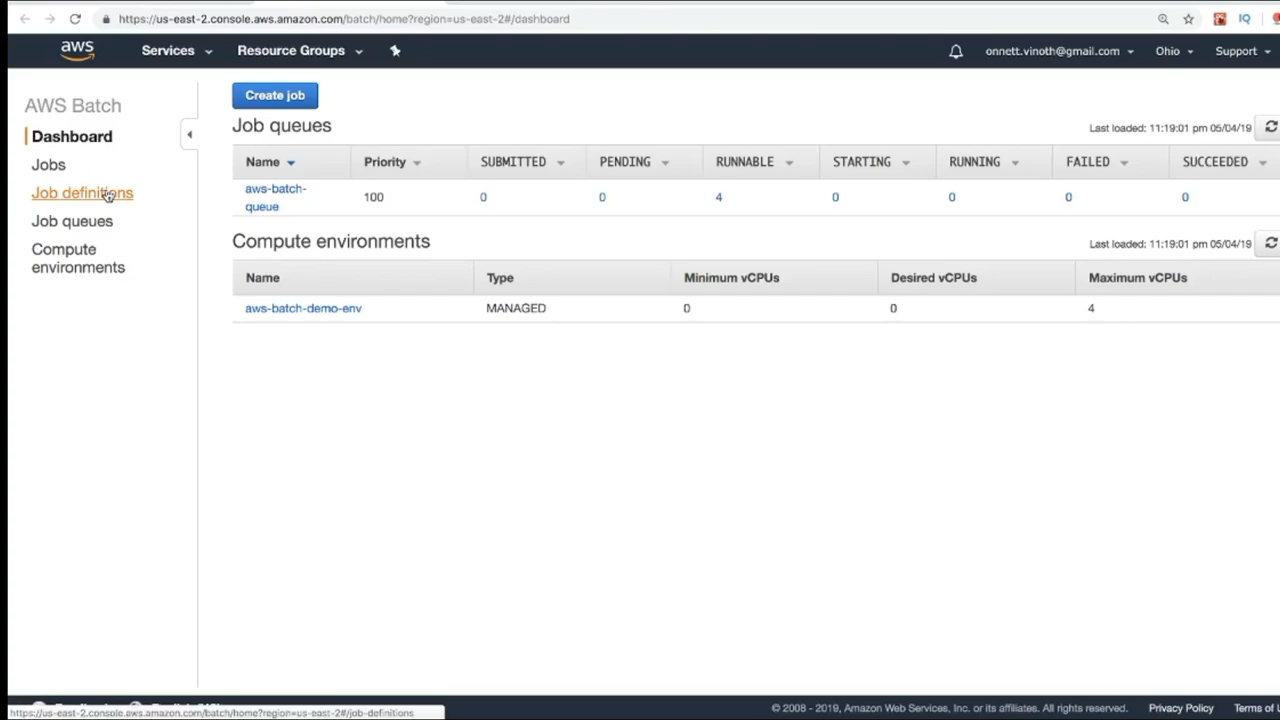 https://us-east-2.console.aws.amazon.com/batch/home?region=us-east-2#/dashboard
IQ
aws
Services
Resource Groups
onnett.vinoth@gmail.com
Ohio
Support
AWS Batch
Dashboard
Jobs
Job definitions
Job queues
Compute
environments
Create job
Job queues
Last loaded: 11:19:01 pm 05/04/19
Name Priority SUBMITTED PENDING RUNNABLE STARTING RUNNING FAILED SUCCEEDED
aws-batch-
queue
100 0 0 4 0 0 0 0
Compute environments
Last loaded: 11:19:01 pm 05/04/19
Name Type Minimum vCPUs Desired vCPUs Maximum vCPUs
aws-batch-demo-env MANAGED 0 0 4
https://us-east-2.console.aws.amazon.com/batch/home?region=us-east-2#/job-definitions
© 2008 - 2019, Amazon Web Services, Inc. or its affiliates. All rights reserved.
Privacy Policy
Terms of